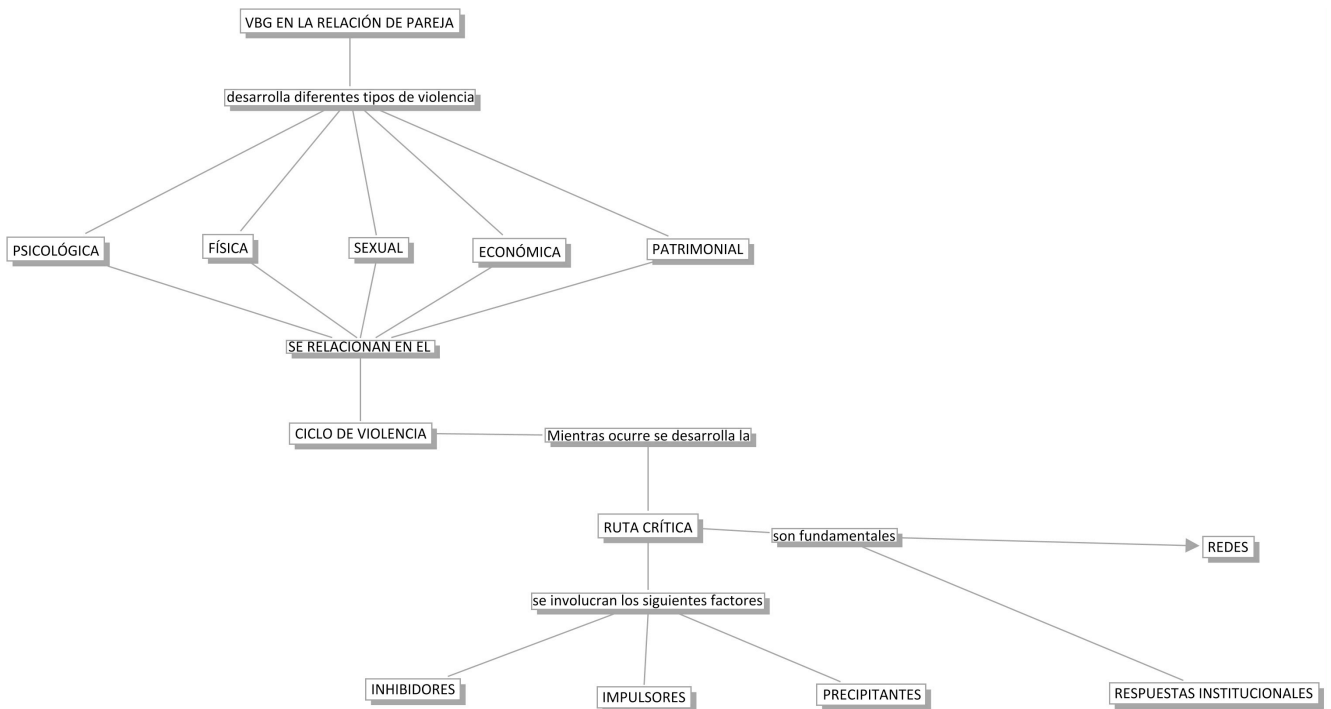 VBG EN LA RELACIÓN DE PAREJA
desarrolla diferentes tipos de violencia
PSICOLÓGICA
FÍSICA
SEXUAL
ECONÓMICA
PATRIMONIAL
SE RELACIONAN EN EL
CICLO DE VIOLENCIA
Mientras ocurre se desarrolla la
RUTA CRÍTICA
son fundamentales
REDES
se involucran los siguientes factores
INHIBIDORES
IMPULSORES
PRECIPITANTES
RESPUESTAS INSTITUCIONALES